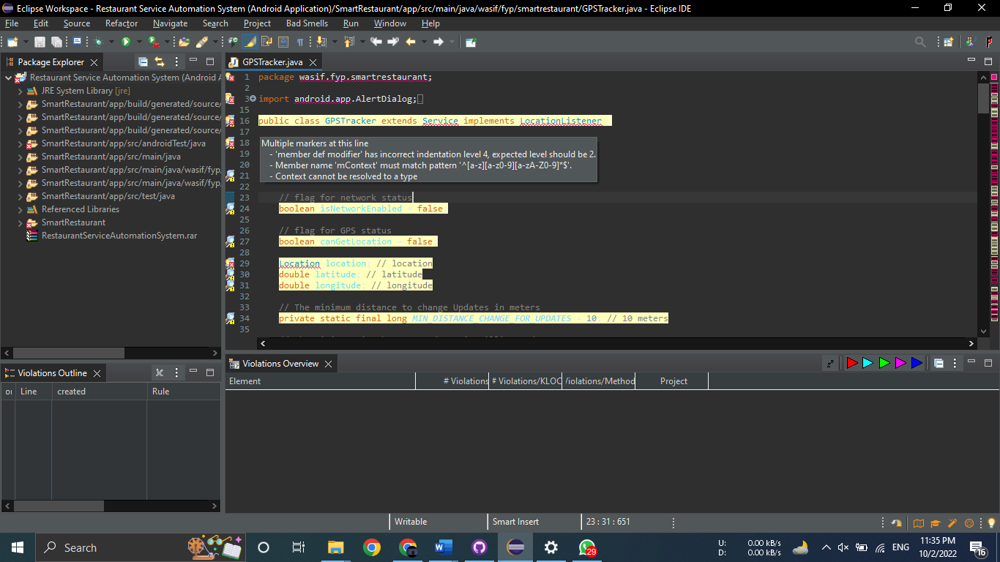 Eclipse Workspace - Restaurant Service Automation System (Android Application)/SmartRestaurant/app/src/main/java/wasif/fyp/smartrestaurant/GPSTracker.java - Eclipse IDE
File Edit Source Refactor Navigate Search Project Bad Smells Run Window Help
Package Explorer
Restaurant Service Automation System (Android A
JRE System Library [jre]
SmartRestaurant/app/build/generated/source/
SmartRestaurant/app/build/generated/source/
SmartRestaurant/app/build/generated/source/
SmartRestaurant/app/src/androidTest/java
SmartRestaurant/app/src/main/java
SmartRestaurant/app/src/main/java/wasif/fyp
SmartRestaurant/app/src/main/java/wasif/fyp,
SmartRestaurant/app/src/test/java
Referenced Libraries
SmartRestaurant
RestaurantServiceAutomationSystem.rar
GPSTracker.java
1 package wasif.fyp.smartrestaurant;
2
3 import android.app.AlertDialog;
15
16 public class GPSTracker extends Service implements LocationListener
17
18
19
20
21
22
23 // flag for network status
24 boolean isNetworkEnabled = false
25
26 // flag for GPS status
27 boolean canGetLocation = false
28
29 Location location; // location
30 double latitude; // latitude
31 double longitude; // longitude
32
33 // The minimum distance to change Updates in meters
34 private static final long MIN_DISTANCE_CHANGE_FOR_UPDATES = 10; // 10 meters
35
Multiple markers at this line
- 'member def modifier' has incorrect indentation level 4, expected level should be 2.
- Member name 'mContext' must match pattern '^[a-z][a-z0-9][a-zA-Z0-9]*$'.
- Context cannot be resolved to a type
Violations Outline
Line created Rule
Violations Overview
Element # Violations # Violations/KLOC Violations/Method Project
Writable Smart Insert 23 : 31 : 651
Search
29
U: 0.00 kB/s
D: 0.00 kB/s
ENG
11:35 PM
10/2/2022
16